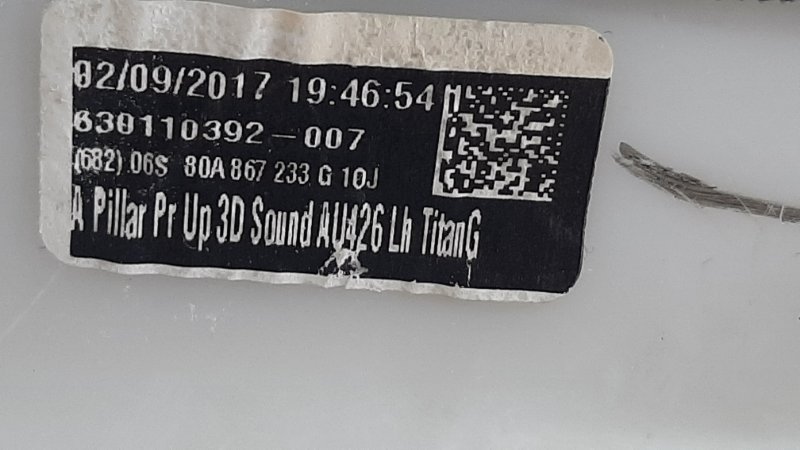 02/09/2017 19:46:54
630110392-007
(682) 06S 80A 867 233 G 10J
A Pillar Pr Up 3D Sound AU426 Lh TitanG